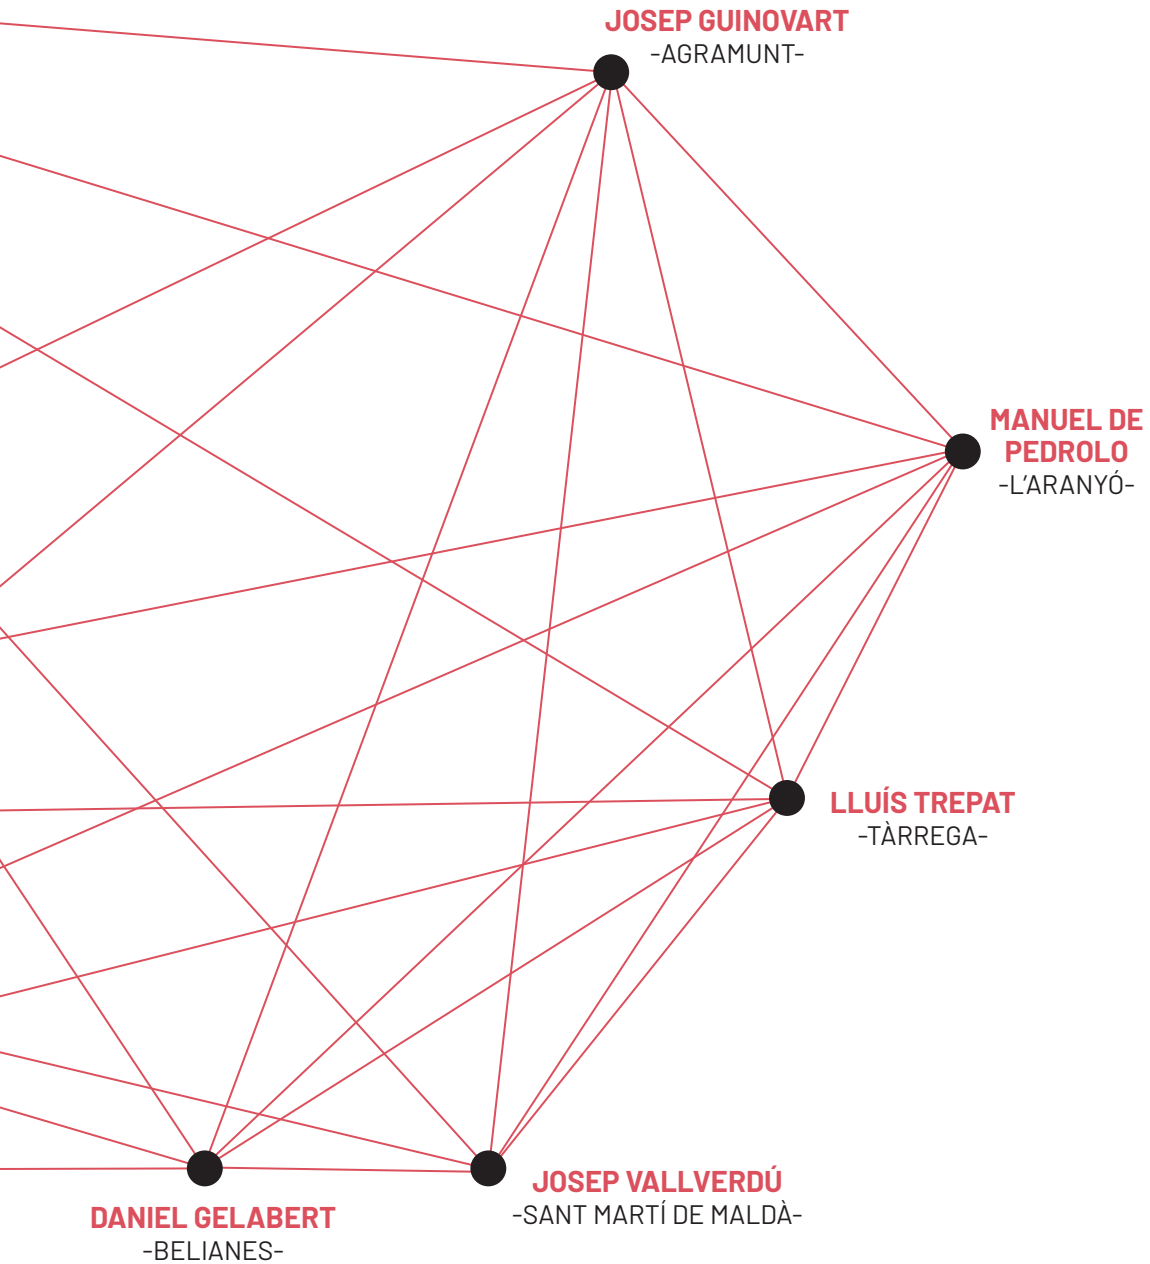 JOSEP GUINOVART
-AGRAMUNT-
MANUEL DE
PEDROLO
-L'ARANYÓ-
LLUÍS TREPAT
-TÀRREGA-
JOSEP VALLVERDÚ
-SANT MARTÍ DE MALDÀ-
DANIEL GELABERT
-BELIANES-